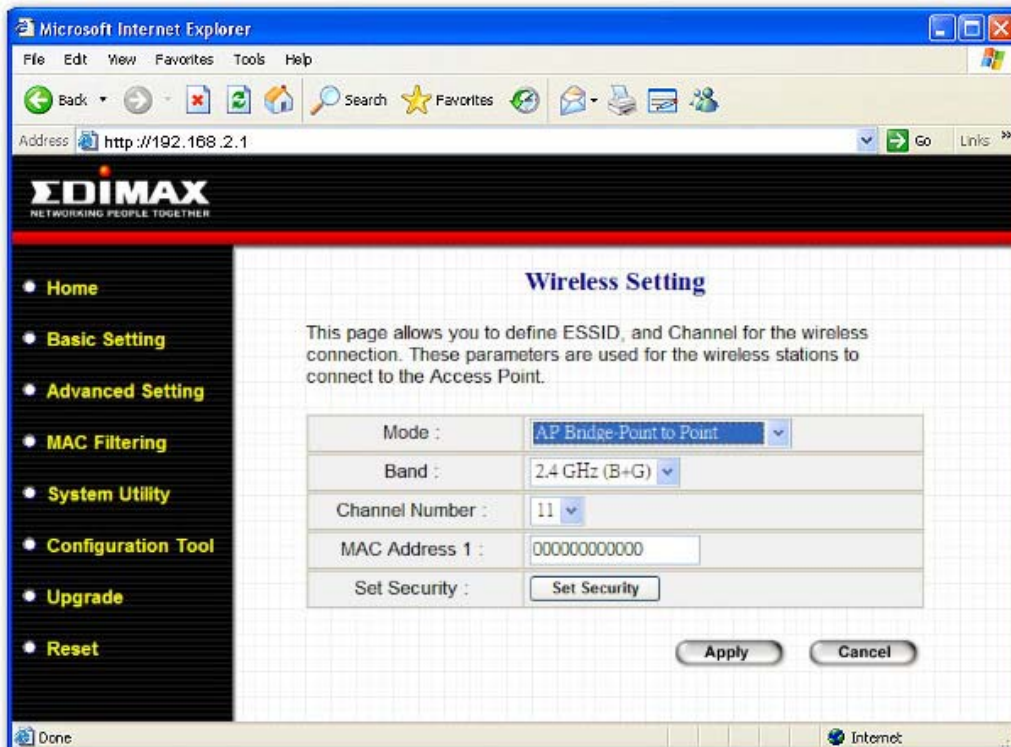 Microsoft Internet Explorer
File Edit View Favorites Tools Help
Back Search Favorites
Address http://192.168.2.1 Go Links »
EDIMAX
NETWORKING PEOPLE TOGETHER
Home
Basic Setting
Advanced Setting
MAC Filtering
System Utility
Configuration Tool
Upgrade
Reset
Wireless Setting
This page allows you to define ESSID, and Channel for the wireless
connection. These parameters are used for the wireless stations to
connect to the Access Point.
Mode : AP Bridge-Point to Point
Band : 2.4 GHz (B+G)
Channel Number : 11
MAC Address 1 : 000000000000
Set Security : Set Security
Apply Cancel
Done Internet